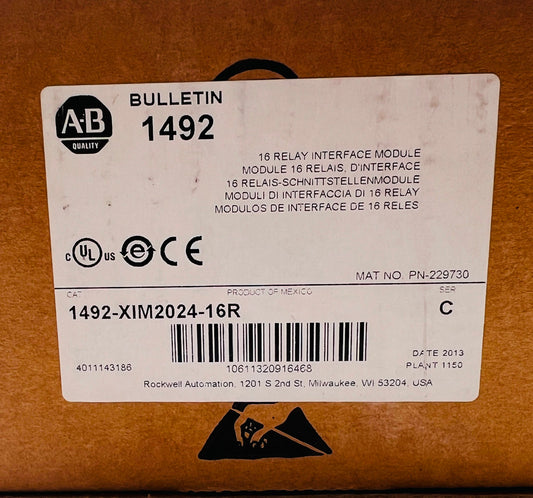 A-B
QUALITY
BULLETIN
1492
16 RELAY INTERFACE MODULE
MODULE 16 RELAIS, D'INTERFACE
16 RELAIS-SCHNITTSTELLENMODULE
MODULI DI INTERFACCIA DI 16 RELAY
MODULOS DE INTERFACE DE 16 RELES
C UL US
CE
MAT NO. PN-229730
CAT PRODUCT OF MEXICO SER
1492-XIM2024-16R C
4011143186 10611320916468 DATE 2013
PLANT 1150
Rockwell Automation, 1201 S 2nd St, Milwaukee, WI 53204, USA